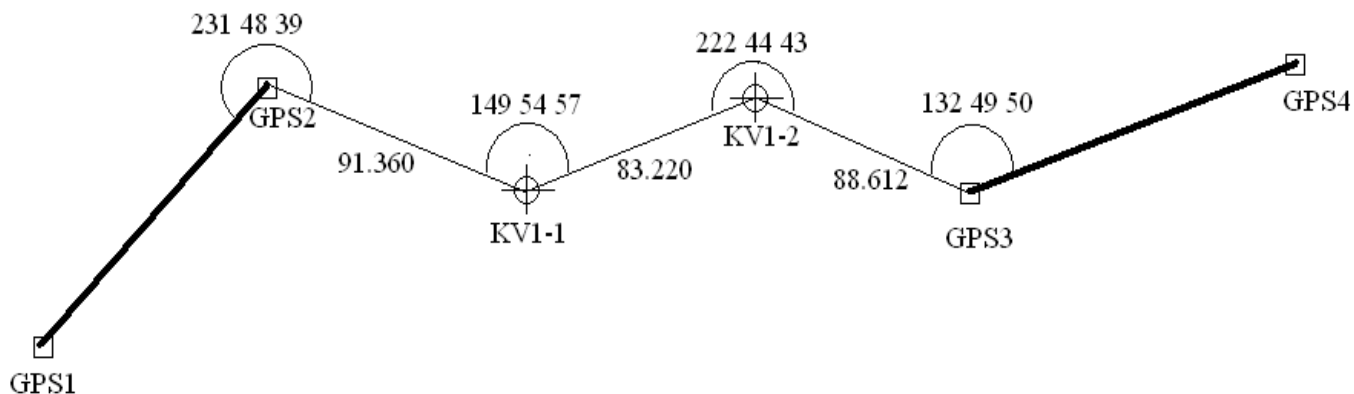 231 48 39
222 44 43
GPS2
149 54 57
132 49 50
GPS4
KV1-2
91.360
83.220
88.612
KV1-1
GPS3
GPS1